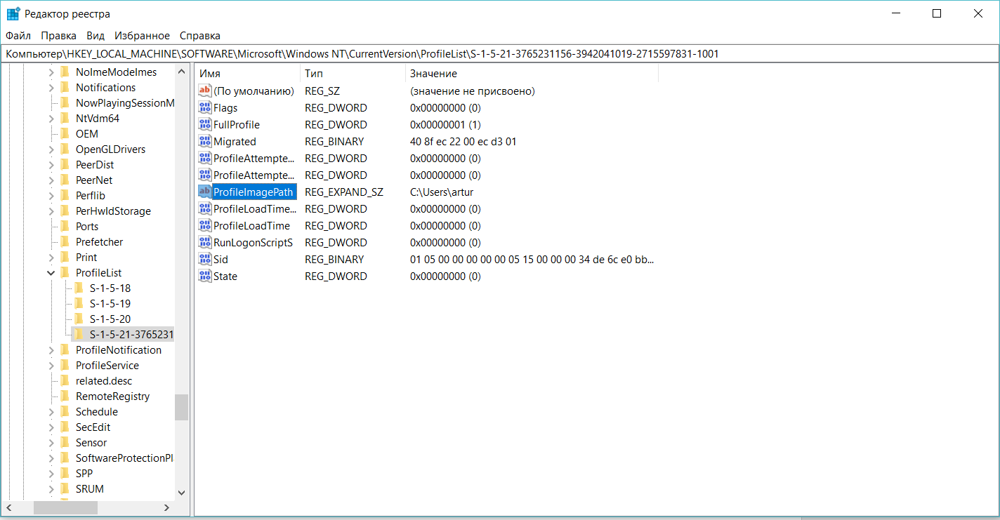 Редактор реестра
Файл Правка Вид Избранное Справка
Компьютер\HKEY_LOCAL_MACHINE\SOFTWARE\Microsoft\Windows NT\CurrentVersion\ProfileList\S-1-5-21-3765231156-3942041019-2715597831-1001
NoImeModeImes
Notifications
NowPlayingSessionM
NtVdm64
OEM
OpenGLDrivers
PeerDist
PeerNet
Perflib
PerHwIdStorage
Ports
Prefetcher
Print
ProfileList
S-1-5-18
S-1-5-19
S-1-5-20
S-1-5-21-3765231
ProfileNotification
ProfileService
related.desc
RemoteRegistry
Schedule
SecEdit
Sensor
SoftwareProtectionPl
SPP
SRUM
Имя Тип Значение
(По умолчанию) REG_SZ (значение не присвоено)
Flags REG_DWORD 0x00000000 (0)
FullProfile REG_DWORD 0x00000001 (1)
Migrated REG_BINARY 40 8f ec 22 00 ec d3 01
ProfileAttempte... REG_DWORD 0x00000000 (0)
ProfileAttempte... REG_DWORD 0x00000000 (0)
ProfileImagePath REG_EXPAND_SZ C:\Users\artur
ProfileLoadTime... REG_DWORD 0x00000000 (0)
ProfileLoadTime REG_DWORD 0x00000000 (0)
RunLogonScriptS REG_DWORD 0x00000000 (0)
Sid REG_BINARY 01 05 00 00 00 00 00 05 15 00 00 00 34 de 6c e0 bb...
State REG_DWORD 0x00000000 (0)